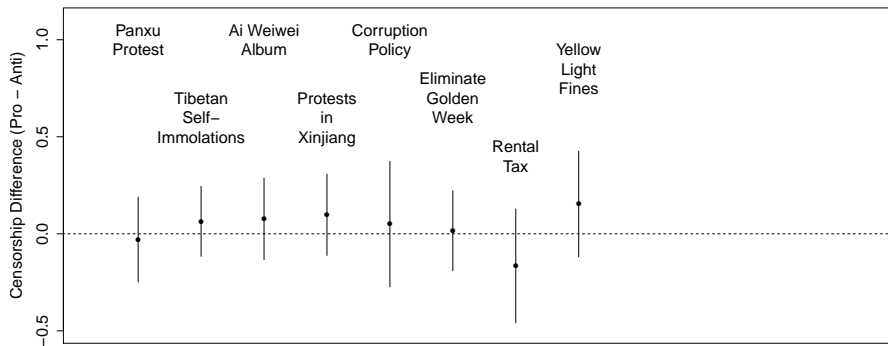 Censorship Difference (Pro − Anti)
1.0
0.5
0.0
−0.5
Panxu
Protest
Tibetan
Self−
Immolations
Ai Weiwei
Album
Protests
in
Xinjiang
Corruption
Policy
Eliminate
Golden
Week
Rental
Tax
Yellow
Light
Fines